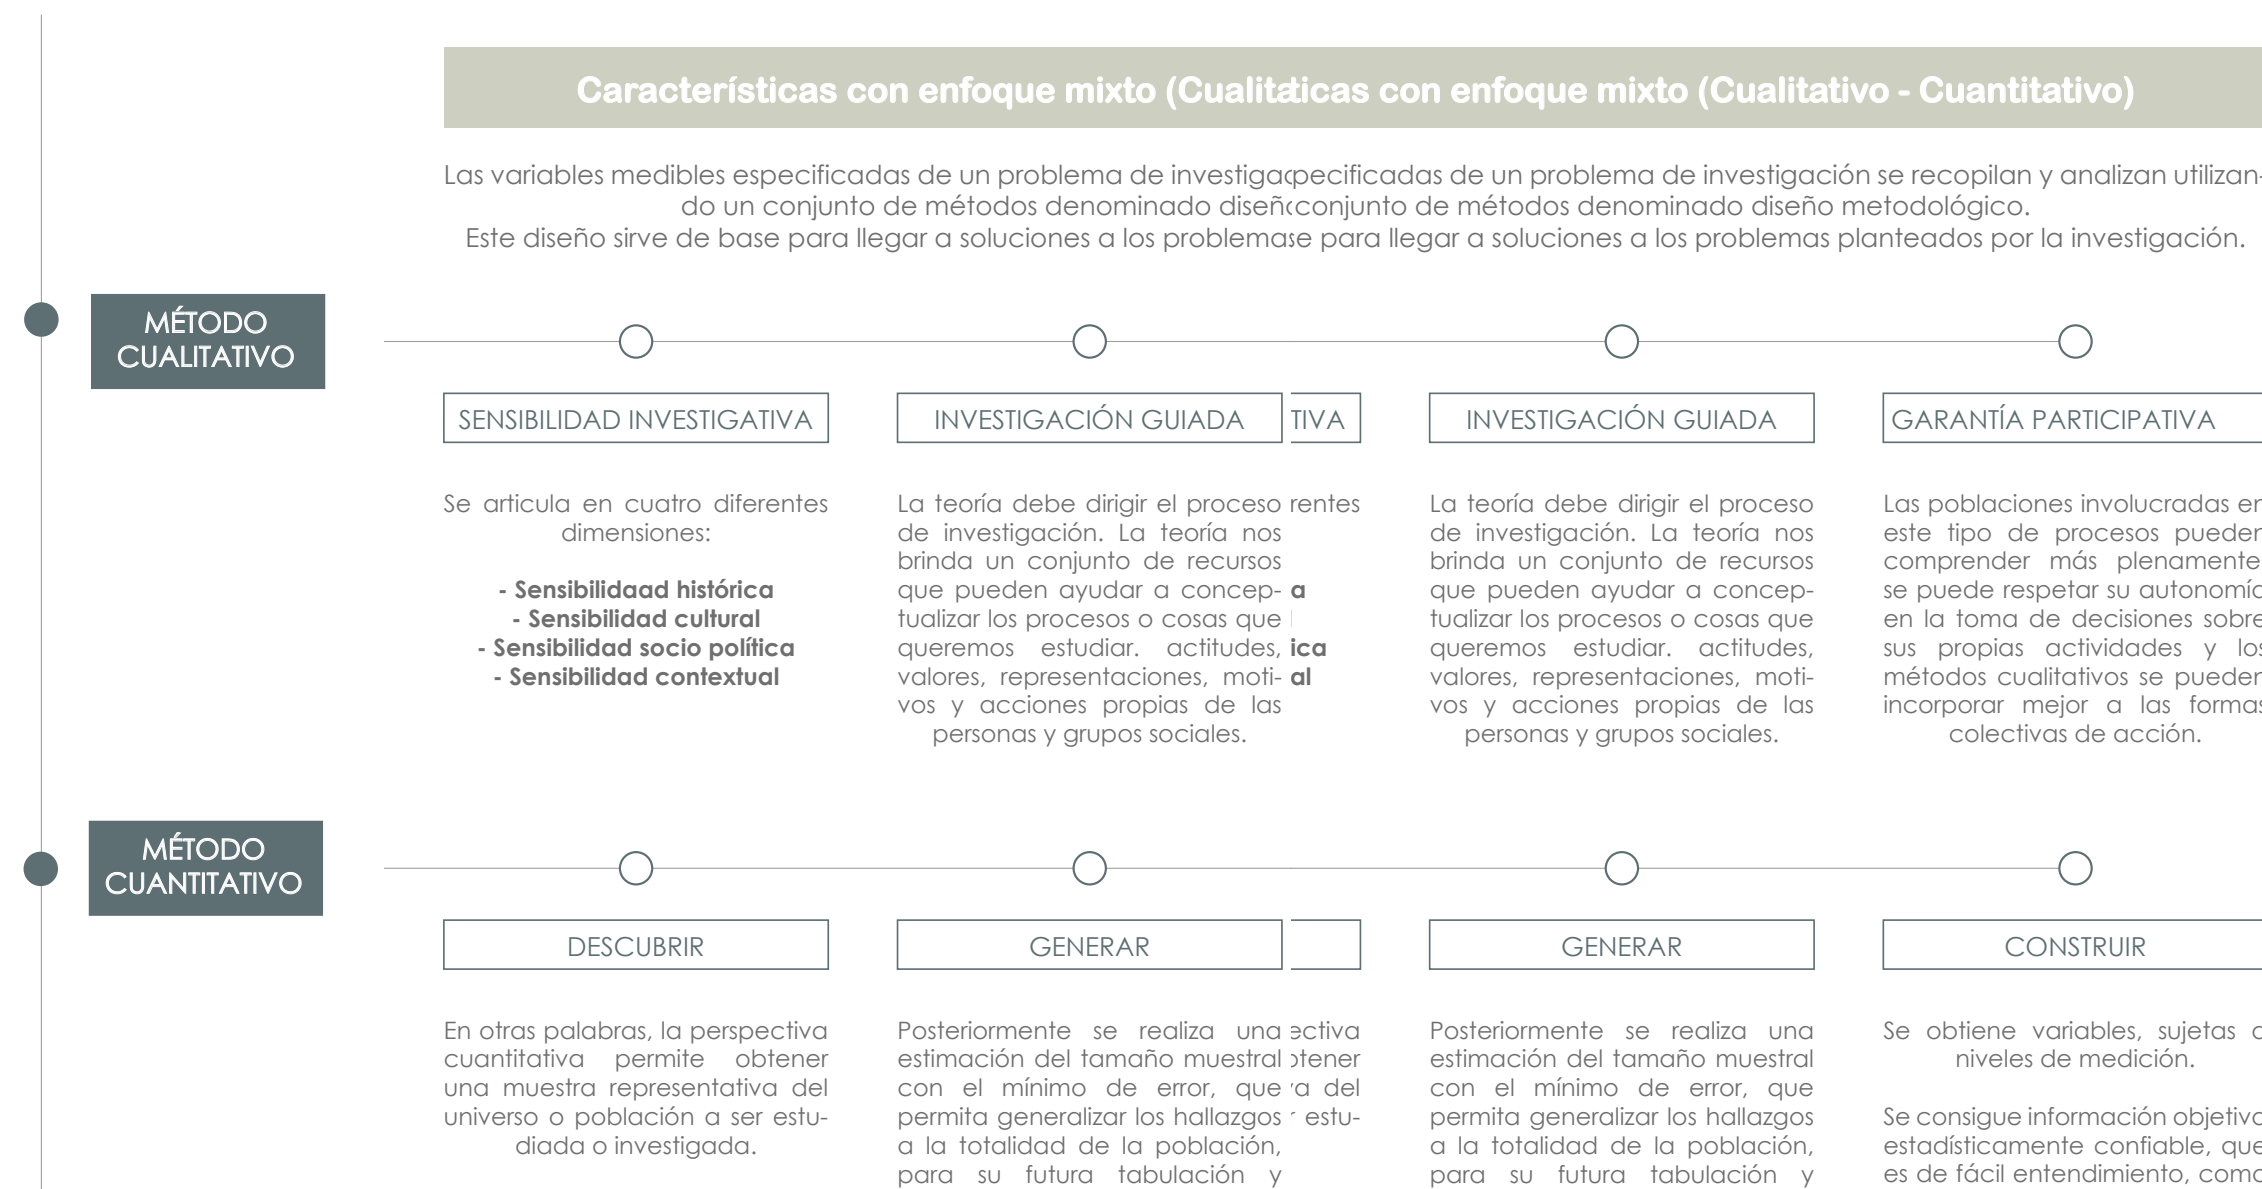 Características con enfoque mixto (Cualitaticas con enfoque mixto (Cualitativo - Cuantitativo)
Las variables medibles especificadas de un problema de investigacpecificadas de un problema de investigación se recopilan y analizan utilizan-
do un conjunto de métodos denominado diseñconjunto de métodos denominado diseño metodológico.
Este diseño sirve de base para llegar a soluciones a los problemasse para llegar a soluciones a los problemas planteados por la investigación.
MÉTODO
CUALITATIVO
SENSIBILIDAD INVESTIGATIVA
Se articula en cuatro diferentes
dimensiones:
- Sensibilidaad histórica
- Sensibilidad cultural
- Sensibilidad socio política
- Sensibilidad contextual
INVESTIGACIÓN GUIADA
La teoría debe dirigir el proceso
de investigación. La teoría nos
brinda un conjunto de recursos
que pueden ayudar a concep-
tualizar los procesos o cosas que
queremos estudiar. actitudes,
valores, representaciones, moti-
vos y acciones propias de las
personas y grupos sociales.
TIVA
rentes
a
ica
al
INVESTIGACIÓN GUIADA
La teoría debe dirigir el proceso
de investigación. La teoría nos
brinda un conjunto de recursos
que pueden ayudar a concep-
tualizar los procesos o cosas que
queremos estudiar. actitudes,
valores, representaciones, moti-
vos y acciones propias de las
personas y grupos sociales.
GARANTÍA PARTICIPATIVA
Las poblaciones involucradas en
este tipo de procesos pueden
comprender más plenamente
se puede respetar su autonomía
en la toma de decisiones sobre
sus propias actividades y los
métodos cualitativos se pueden
incorporar mejor a las formas
colectivas de acción.
MÉTODO
CUANTITATIVO
DESCUBRIR
En otras palabras, la perspectiva
cuantitativa permite obtener
una muestra representativa del
universo o población a ser estu-
diada o investigada.
GENERAR
Posteriormente se realiza una
estimación del tamaño muestral
con el mínimo de error, que
permita generalizar los hallazgos
a la totalidad de la población,
para su futura tabulación y
ectiva
btener
va del
r estu-
GENERAR
Posteriormente se realiza una
estimación del tamaño muestral
con el mínimo de error, que
permita generalizar los hallazgos
a la totalidad de la población,
para su futura tabulación y
CONSTRUIR
Se obtiene variables, sujetas a
niveles de medición.
Se consigue información objetiva
estadísticamente confiable, que
es de fácil entendimiento, como